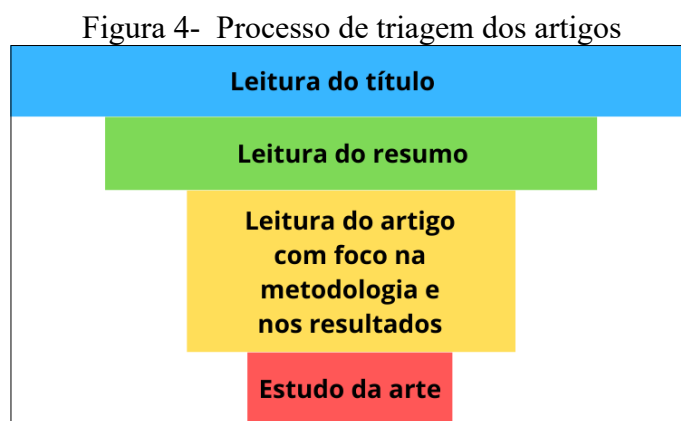 Figura 4- Processo de triagem dos artigos
Leitura do título
Leitura do resumo
Leitura do artigo
com foco na
metodologia e
nos resultados
Estudo da arte